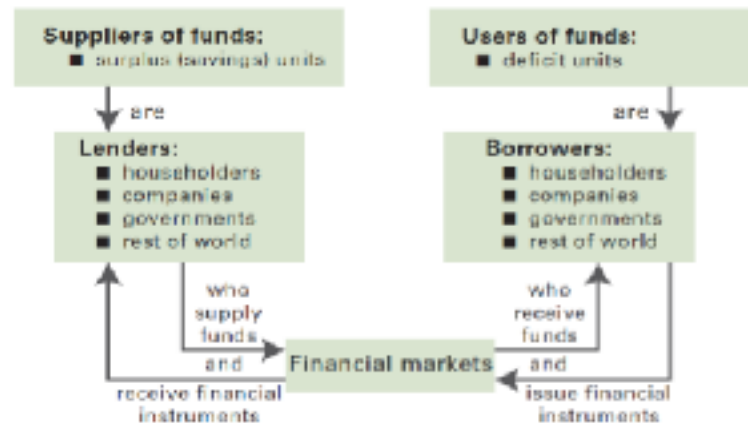 Suppliers of funds:
■ surplus (savings) units
Users of funds:
■ deficit units
are
are
Lenders:
■ householders
■ companies
■ governments
■ rest of world
Borrowers:
■ householders
■ companies
■ governments
■ rest of world
who
supply
funds
and
receive financial
instruments
Financial markets
who
receive
funds
and
issue financial
instruments